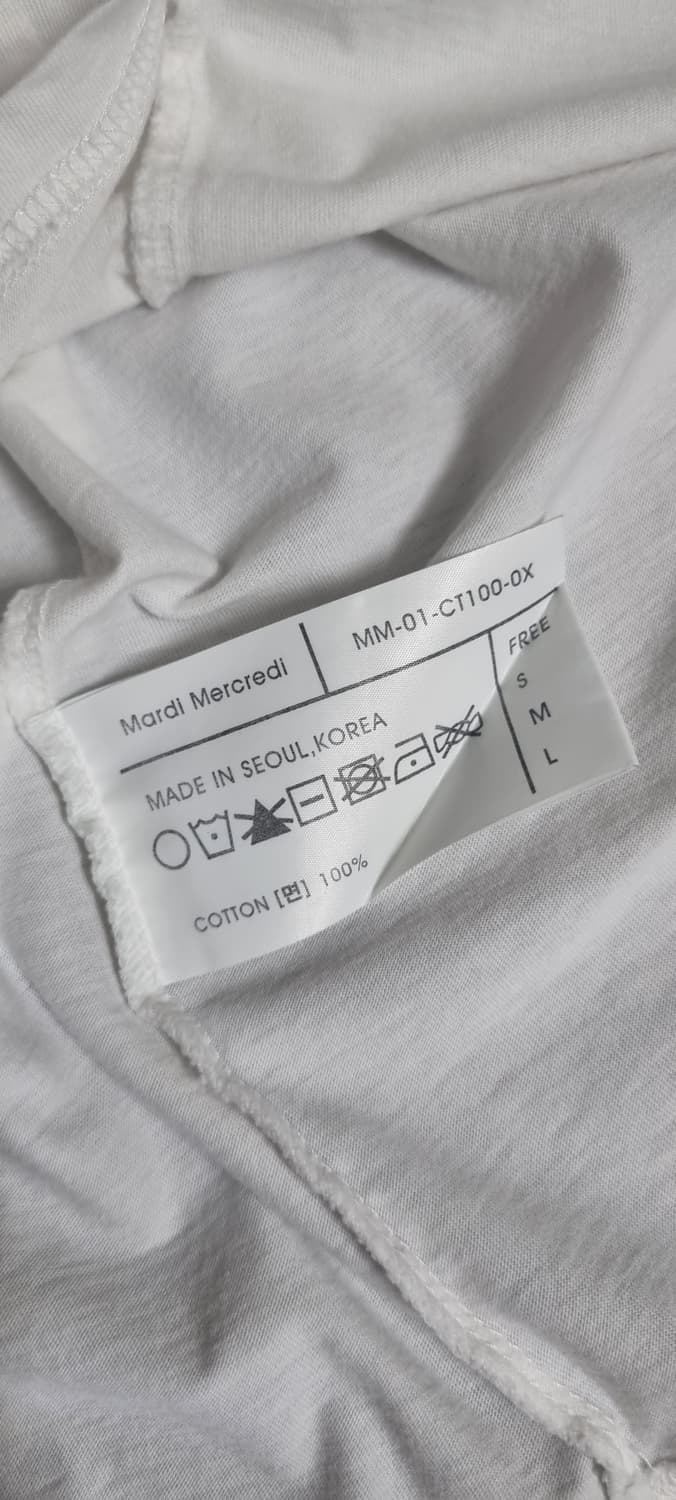 Mardi Mercredi
MM-01-CT100-0X
MADE IN SEOUL,KOREA
COTTON [면] 100%
FREE
S
M
L